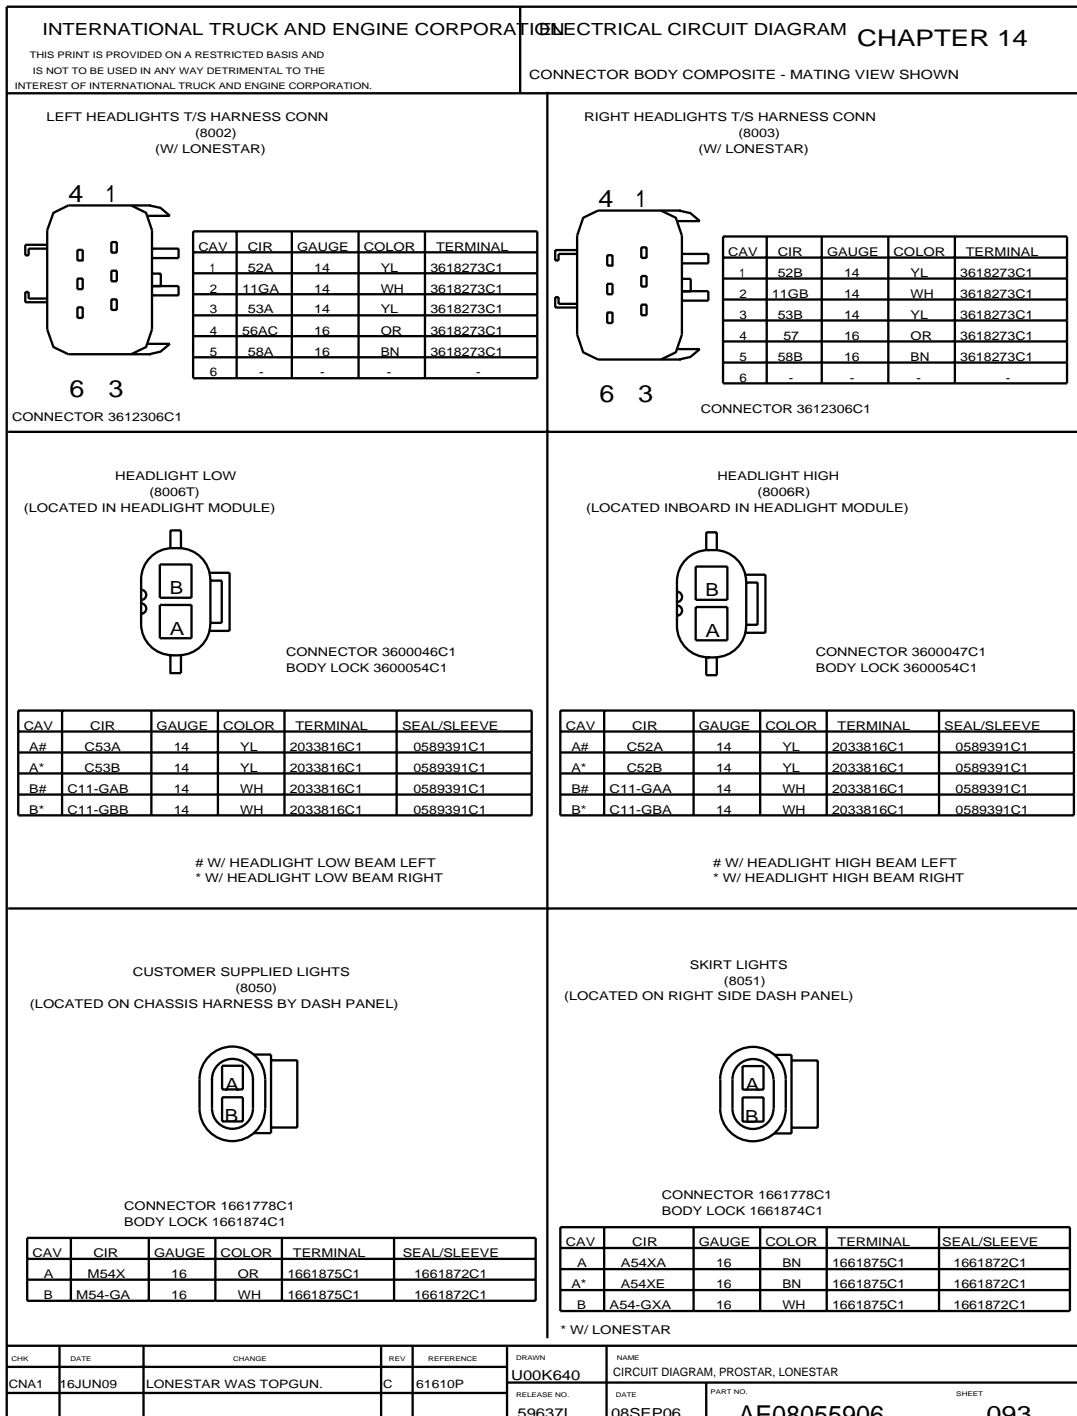 INTERNATIONAL TRUCK AND ENGINE CORPORATION
THIS PRINT IS PROVIDED ON A RESTRICTED BASIS AND
IS NOT TO BE USED IN ANY WAY DETRIMENTAL TO THE
INTEREST OF INTERNATIONAL TRUCK AND ENGINE CORPORATION.
ELECTRICAL CIRCUIT DIAGRAM CHAPTER 14
CONNECTOR BODY COMPOSITE - MATING VIEW SHOWN
LEFT HEADLIGHTS T/S HARNESS CONN
(8002)
(W/ LONESTAR)
4 1
CAV CIR GAUGE COLOR TERMINAL
1 52A 14 YL 3618273C1
2 11GA 14 WH 3618273C1
3 53A 14 YL 3618273C1
4 56AC 16 OR 3618273C1
5 58A 16 BN 3618273C1
6 - - - -
6 3
CONNECTOR 3612306C1
RIGHT HEADLIGHTS T/S HARNESS CONN
(8003)
(W/ LONESTAR)
4 1
CAV CIR GAUGE COLOR TERMINAL
1 52B 14 YL 3618273C1
2 11GB 14 WH 3618273C1
3 53B 14 YL 3618273C1
4 57 16 OR 3618273C1
5 58B 16 BN 3618273C1
6 - - - -
6 3
CONNECTOR 3612306C1
HEADLIGHT LOW
(8006T)
(LOCATED IN HEADLIGHT MODULE)
B
A
CONNECTOR 3600046C1
BODY LOCK 3600054C1
CAV CIR GAUGE COLOR TERMINAL SEAL/SLEEVE
A# C53A 14 YL 2033816C1 0589391C1
A* C53B 14 YL 2033816C1 0589391C1
B# C11-GAB 14 WH 2033816C1 0589391C1
B* C11-GBB 14 WH 2033816C1 0589391C1
# W/ HEADLIGHT LOW BEAM LEFT
* W/ HEADLIGHT LOW BEAM RIGHT
HEADLIGHT HIGH
(8006R)
(LOCATED INBOARD IN HEADLIGHT MODULE)
B
A
CONNECTOR 3600047C1
BODY LOCK 3600054C1
CAV CIR GAUGE COLOR TERMINAL SEAL/SLEEVE
A# C52A 14 YL 2033816C1 0589391C1
A* C52B 14 YL 2033816C1 0589391C1
B# C11-GAA 14 WH 2033816C1 0589391C1
B* C11-GBA 14 WH 2033816C1 0589391C1
# W/ HEADLIGHT HIGH BEAM LEFT
* W/ HEADLIGHT HIGH BEAM RIGHT
CUSTOMER SUPPLIED LIGHTS
(8050)
(LOCATED ON CHASSIS HARNESS BY DASH PANEL)
A
B
CONNECTOR 1661778C1
BODY LOCK 1661874C1
CAV CIR GAUGE COLOR TERMINAL SEAL/SLEEVE
A M54X 16 OR 1661875C1 1661872C1
B M54-GA 16 WH 1661875C1 1661872C1
SKIRT LIGHTS
(8051)
(LOCATED ON RIGHT SIDE DASH PANEL)
A
B
CONNECTOR 1661778C1
BODY LOCK 1661874C1
CAV CIR GAUGE COLOR TERMINAL SEAL/SLEEVE
A A54XA 16 BN 1661875C1 1661872C1
A* A54XE 16 BN 1661875C1 1661872C1
B A54-GXA 16 WH 1661875C1 1661872C1
* W/ LONESTAR
CHK DATE CHANGE REV REFERENCE
CNA1 16JUN09 LONESTAR WAS TOPGUN. C 61610P
DRAWN
U00K640
NAME
CIRCUIT DIAGRAM, PROSTAR, LONESTAR
RELEASE NO. DATE PART NO. SHEET
59637L 08SEP06 AE08055906 093